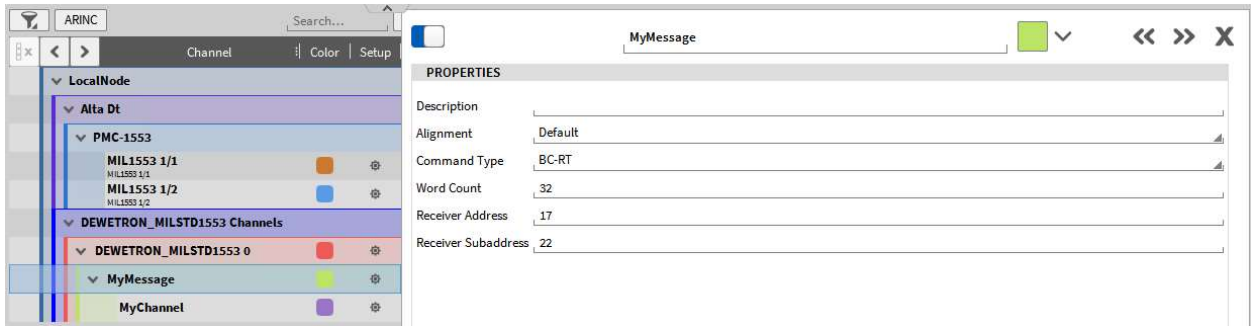 ARINC
Search...
Channel Color Setup
LocalNode
Alta Dt
PMC-1553
MIL1553 1/1
MIL1553 1/1
MIL1553 1/2
MIL1553 1/2
DEWETRON_MILSTD1553 Channels
DEWETRON_MILSTD1553 0
MyMessage
MyChannel
MyMessage
PROPERTIES
Description
Alignment Default
Command Type BC-RT
Word Count 32
Receiver Address 17
Receiver Subaddress 22